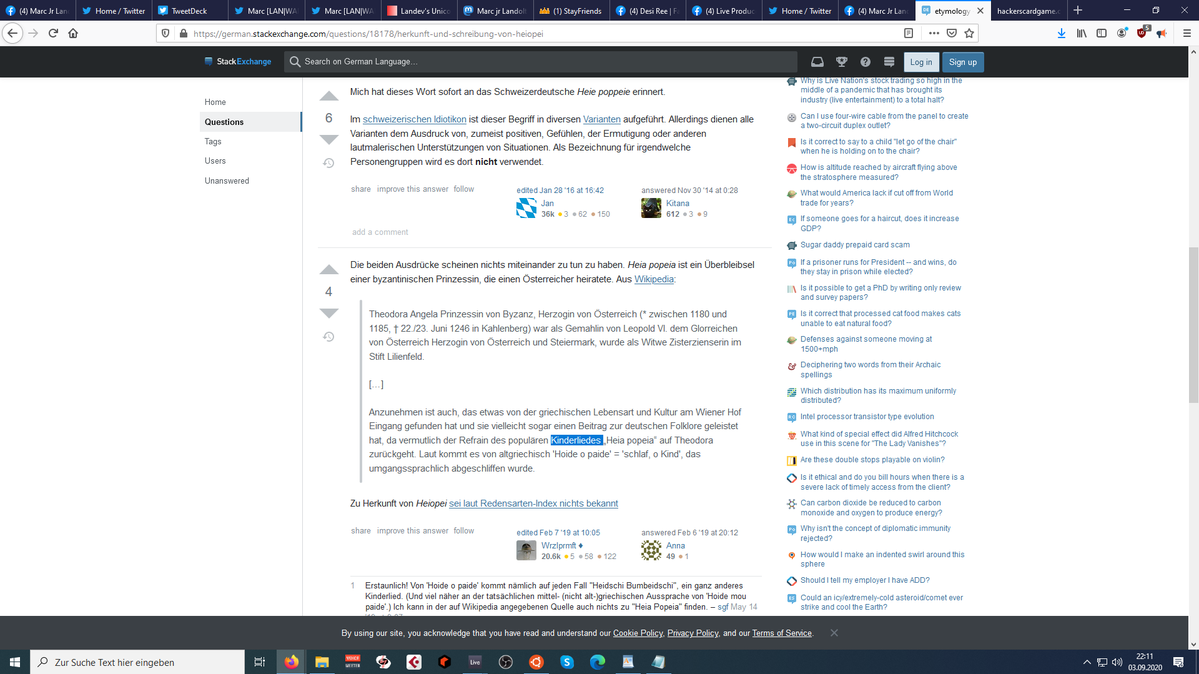 (4) Marc Jr Lan
Home / Twitter
TweetDeck
Marc [LAN|WA
Marc [LAN|WA
Landev's Unico
Marc jr Landolt
(1) StayFriends
(4) Desi Ree | F
(4) Live Produc
Home / Twitter
(4) Marc Jr Lan
etymology
hackerscardgame.c
https://german.stackexchange.com/questions/18178/herkunft-und-schreibung-von-heiopei
StackExchange
Search on German Language...
Log in
Sign up
Home
Questions
Tags
Users
Unanswered
Mich hat dieses Wort sofort an das Schweizerdeutsche Heie poppeie erinnert.
6
Im schweizerischen Idiotikon ist dieser Begriff in diversen Varianten aufgeführt. Allerdings dienen alle
Varianten dem Ausdruck von, zumeist positiven, Gefühlen, der Ermutigung oder anderen
lautmalerischen Unterstützungen von Situationen. Als Bezeichnung für irgendwelche
Personengruppen wird es dort nicht verwendet.
share improve this answer follow
edited Jan 28 '16 at 16:42
Jan
36k 3 62 150
answered Nov 30 '14 at 0:28
Kitana
612 3 9
add a comment
Die beiden Ausdrücke scheinen nichts miteinander zu tun zu haben. Heia popeia ist ein Überbleibsel
einer byzantinischen Prinzessin, die einen Österreicher heiratete. Aus Wikipedia:
4
Theodora Angela Prinzessin von Byzanz, Herzogin von Österreich (* zwischen 1180 und
1185, † 22./23. Juni 1246 in Kahlenberg) war als Gemahlin von Leopold VI. dem Glorreichen
von Österreich Herzogin von Österreich und Steiermark, wurde als Witwe Zisterzienserin im
Stift Lilienfeld.
[…]
Anzunehmen ist auch, das etwas von der griechischen Lebensart und Kultur am Wiener Hof
Eingang gefunden hat und sie vielleicht sogar einen Beitrag zur deutschen Folklore geleistet
hat, da vermutlich der Refrain des populären Kinderliedes „Heia popeia“ auf Theodora
zurückgeht. Laut kommt es von altgriechisch 'Hoide o paide' = 'schlaf, o Kind', das
umgangssprachlich abgeschliffen wurde.
Zu Herkunft von Heiopei sei laut Redensarten-Index nichts bekannt
share improve this answer follow
edited Feb 7 '19 at 10:05
Wrzlprmft ♦
20.6k 5 58 122
answered Feb 6 '19 at 20:12
Anna
49 1
1 Erstaunlich! Von 'Hoide o paide' kommt nämlich auf jeden Fall "Heidschi Bumbeidschi", ein ganz anderes
Kinderlied. (Und viel näher an der tatsächlichen mittel- (nicht alt-)griechischen Aussprache von 'Hoide mou
paide'.) Ich kann in der auf Wikipedia angegebenen Quelle auch nichts zu "Heia Popeia" finden. – sgf May 14
Why is Live Nation's stock trading so high in the
middle of a pandemic that has brought its
industry (live entertainment) to a total halt?
Can I use four-wire cable from the panel to create
a two-circuit duplex outlet?
Is it correct to say to a child "let go of the chair"
when he is holding on to the chair?
How is altitude reached by aircraft flying above
the stratosphere measured?
What would America lack if cut off from World
trade for years?
If someone goes for a haircut, does it increase
GDP?
Sugar daddy prepaid card scam
If a prisoner runs for President -- and wins, do
they stay in prison while elected?
Is it possible to get a PhD by writing only review
and survey papers?
Is it correct that processed cat food makes cats
unable to eat natural food?
Defenses against someone moving at
1500+mph
Deciphering two words from their Archaic
spellings
Which distribution has its maximum uniformly
distributed?
Intel processor transistor type evolution
What kind of special effect did Alfred Hitchcock
use in this scene for "The Lady Vanishes"?
Are these double stops playable on violin?
Is it ethical and do you bill hours when there is a
severe lack of timely access from the client?
Can carbon dioxide be reduced to carbon
monoxide and oxygen to produce energy?
Why isn't the concept of diplomatic immunity
rejected?
How would I make an indented swirl around this
sphere
Should I tell my employer I have ADD?
Could an icy/extremely-cold asteroid/comet ever
strike and cool the Earth?
By using our site, you acknowledge that you have read and understand our Cookie Policy, Privacy Policy, and our Terms of Service.
Zur Suche Text hier eingeben
Live
22:11
03.09.2020